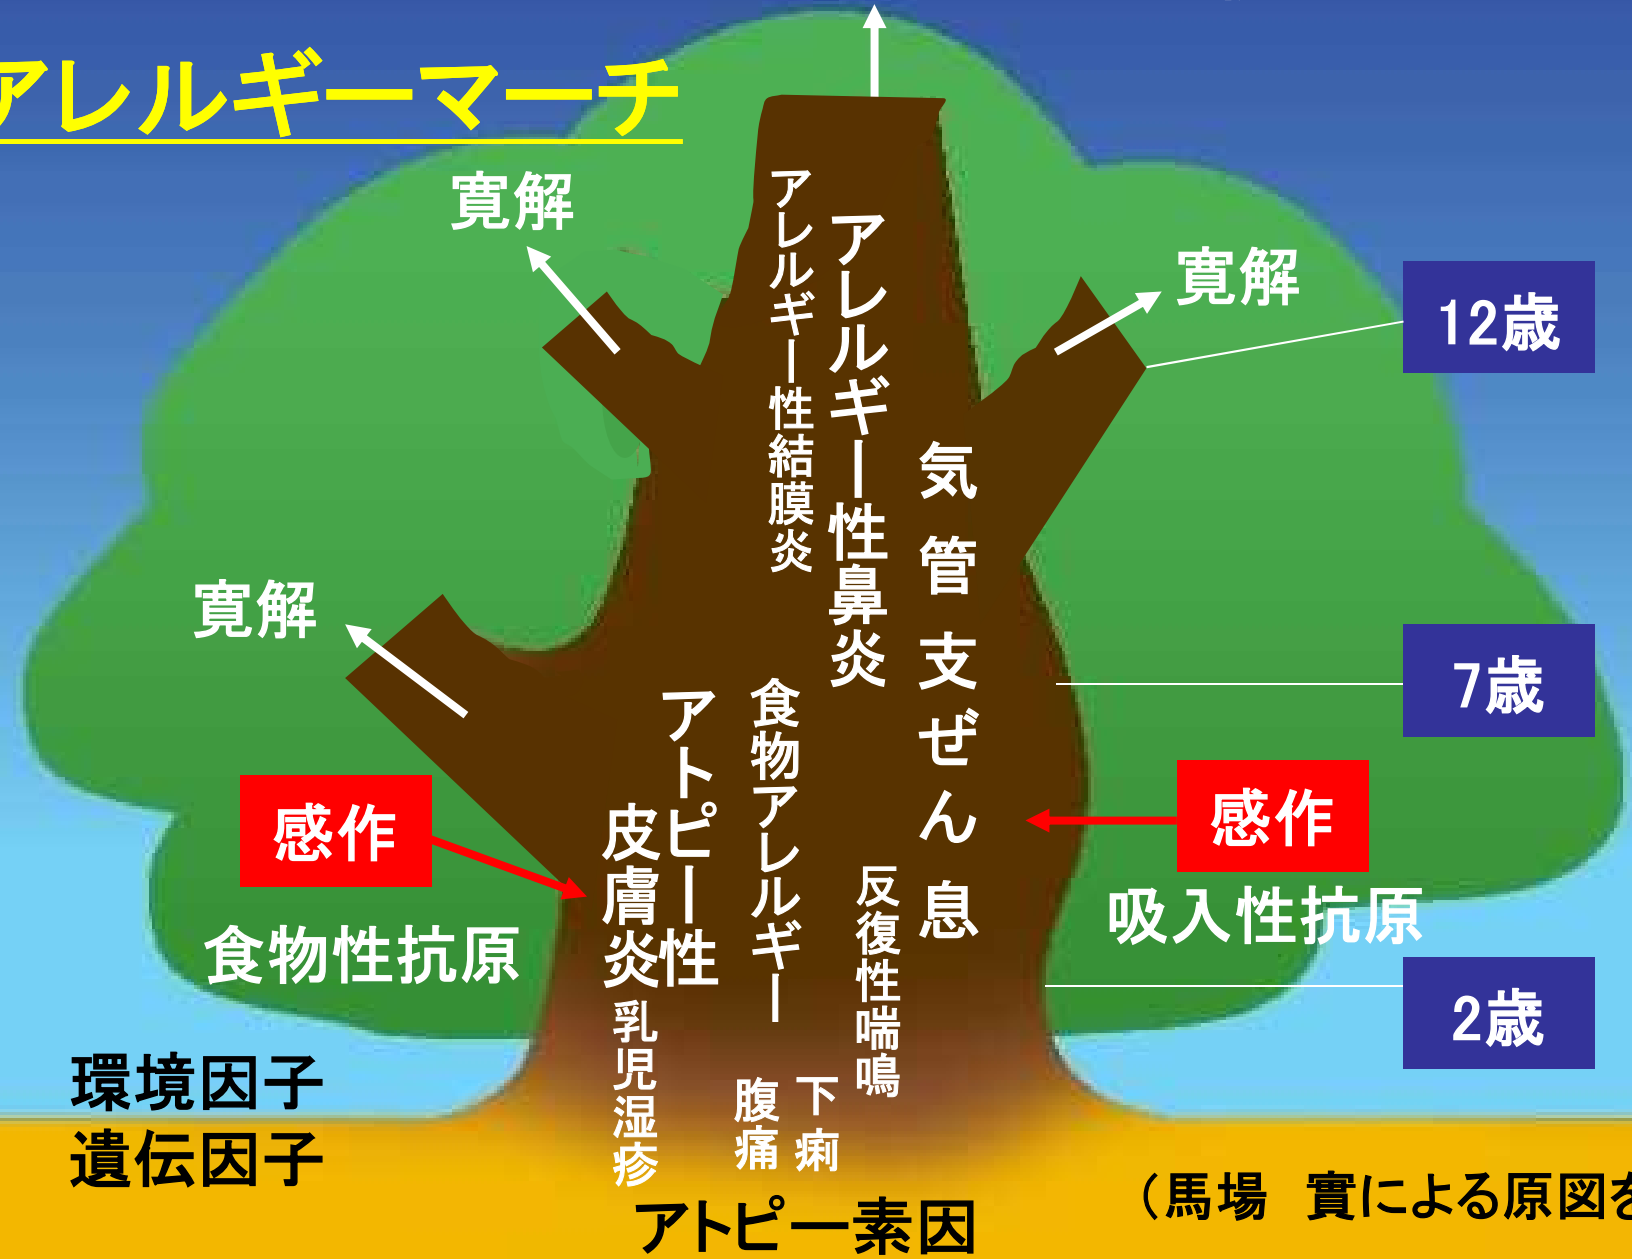 アレルギーマーチ
寛解
寛解
12歳
アレルギー性結膜炎
アレルギー性鼻炎
気管支ぜん息
寛解
7歳
感作
食物性抗原
アトピー性
皮膚炎
乳児湿疹
食物アレルギー
腹痛
下痢
反復性喘鳴
感作
吸入性抗原
2歳
環境因子
遺伝因子
アトピー素因
（馬場　實による原図を